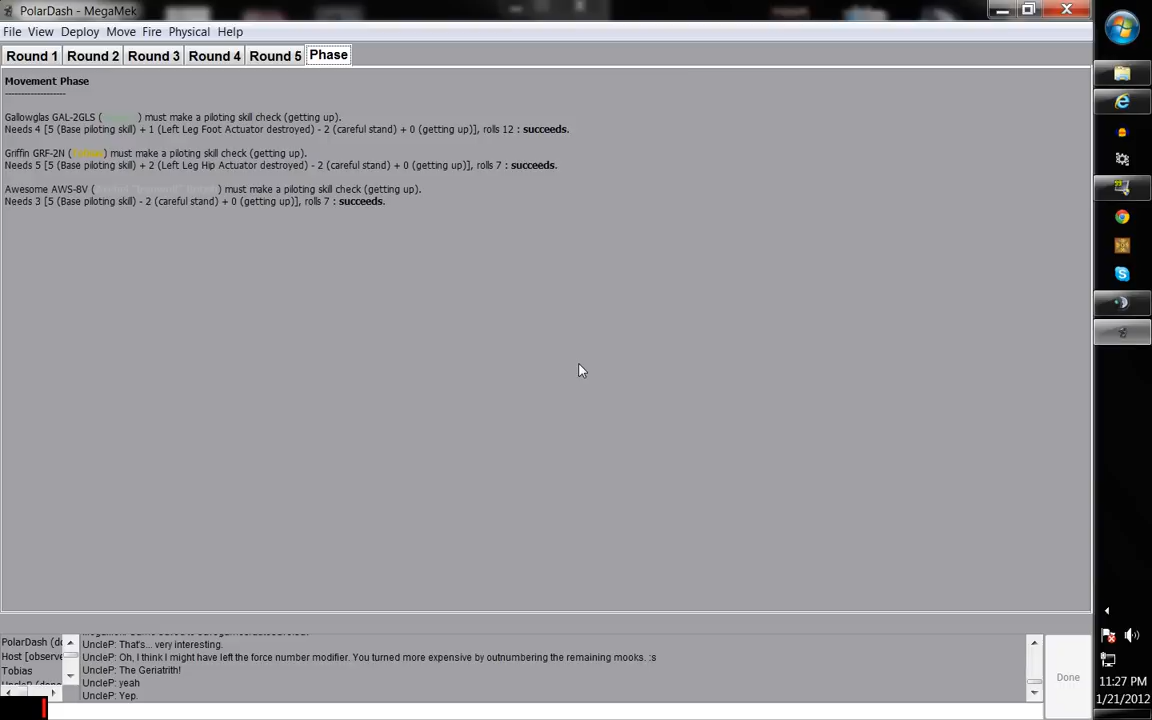 PolarDash - MegaMek
File View Deploy Move Fire Physical Help
Round 1 Round 2 Round 3 Round 4 Round 5 Phase
Movement Phase
--------------------
Gallowglas GAL-2GLS ( ) must make a piloting skill check (getting up).
Needs 4 [5 (Base piloting skill) + 1 (Left Leg Foot Actuator destroyed) - 2 (careful stand) + 0 (getting up)], rolls 12 : succeeds.
Griffin GRF-2N ( ) must make a piloting skill check (getting up).
Needs 5 [5 (Base piloting skill) + 2 (Left Leg Hip Actuator destroyed) - 2 (careful stand) + 0 (getting up)], rolls 7 : succeeds.
Awesome AWS-8V ( ) must make a piloting skill check (getting up).
Needs 3 [5 (Base piloting skill) - 2 (careful stand) + 0 (getting up)], rolls 7 : succeeds.
PolarDash (do
Host [observe
Tobias
UncleP: That's... very interesting.
UncleP: Oh, I think I might have left the force number modifier. You turned more expensive by outnumbering the remaining mooks. :s
UncleP: The Geriatrith!
UncleP: yeah
UncleP: Yep.
Done
11:27 PM
1/21/2012